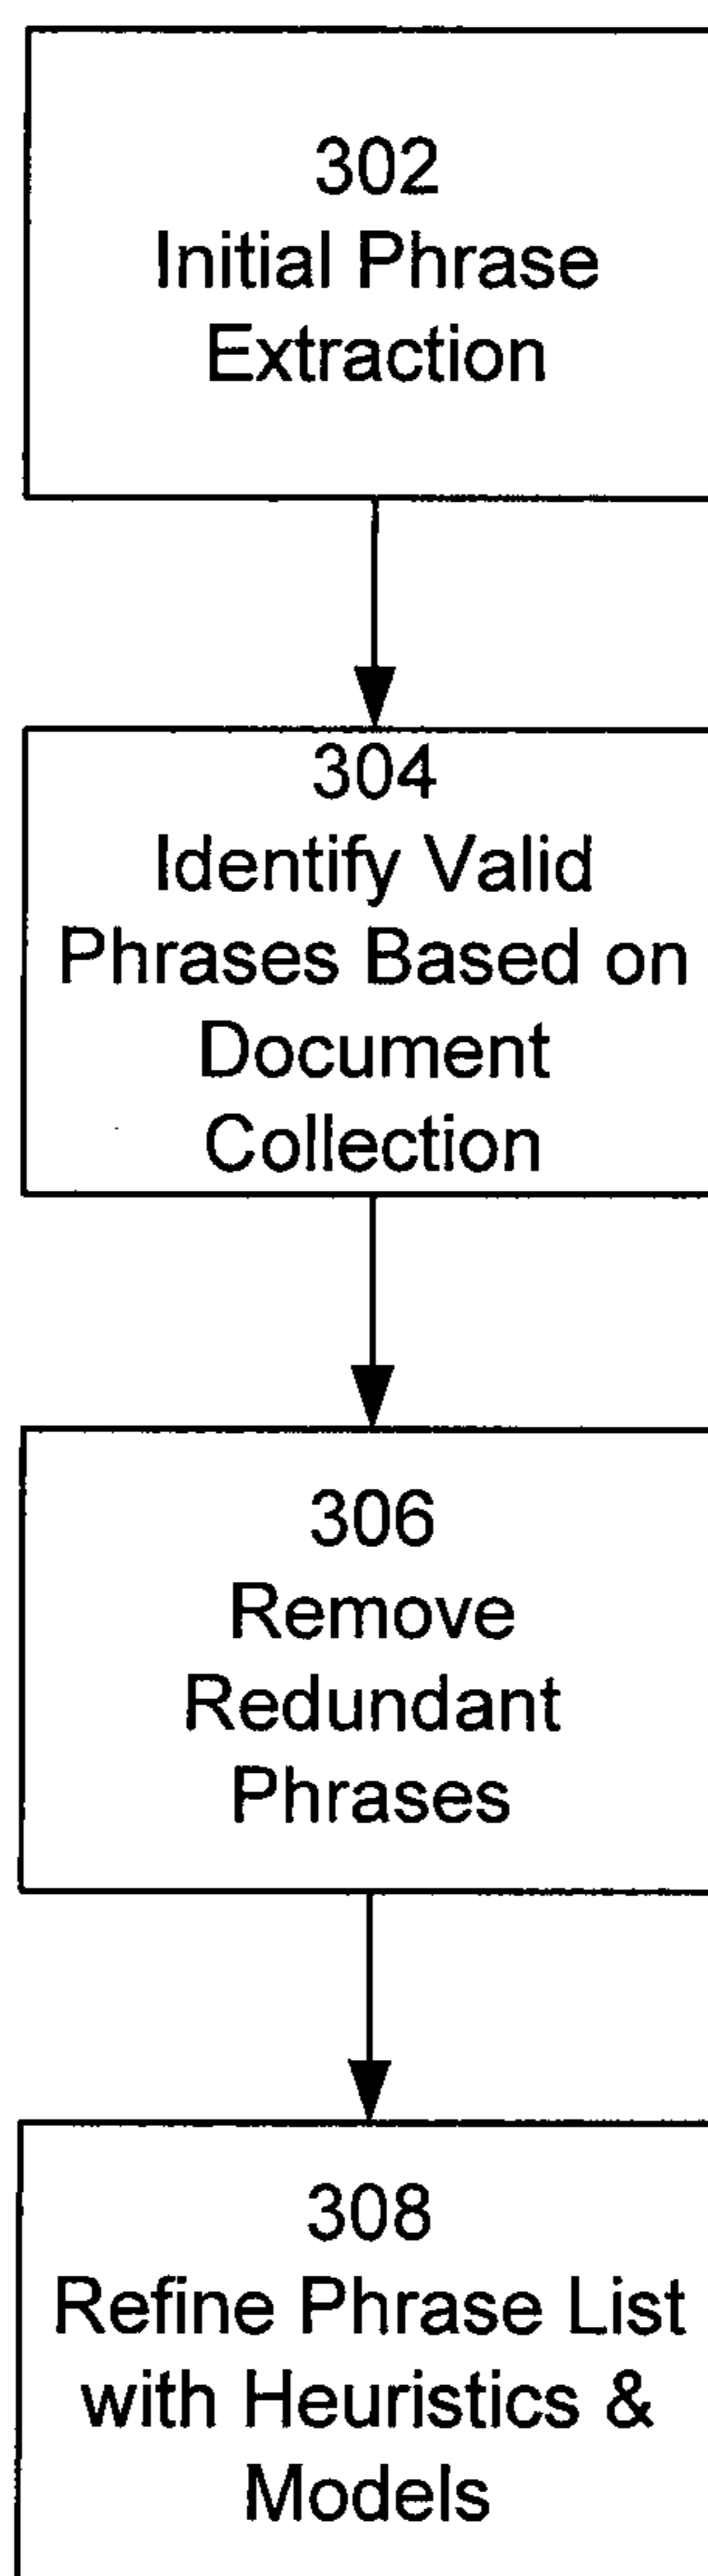 302
Initial Phrase
Extraction
304
Identify Valid
Phrases Based on
Document
Collection
306
Remove
Redundant
Phrases
308
Refine Phrase List
with Heuristics &
Models